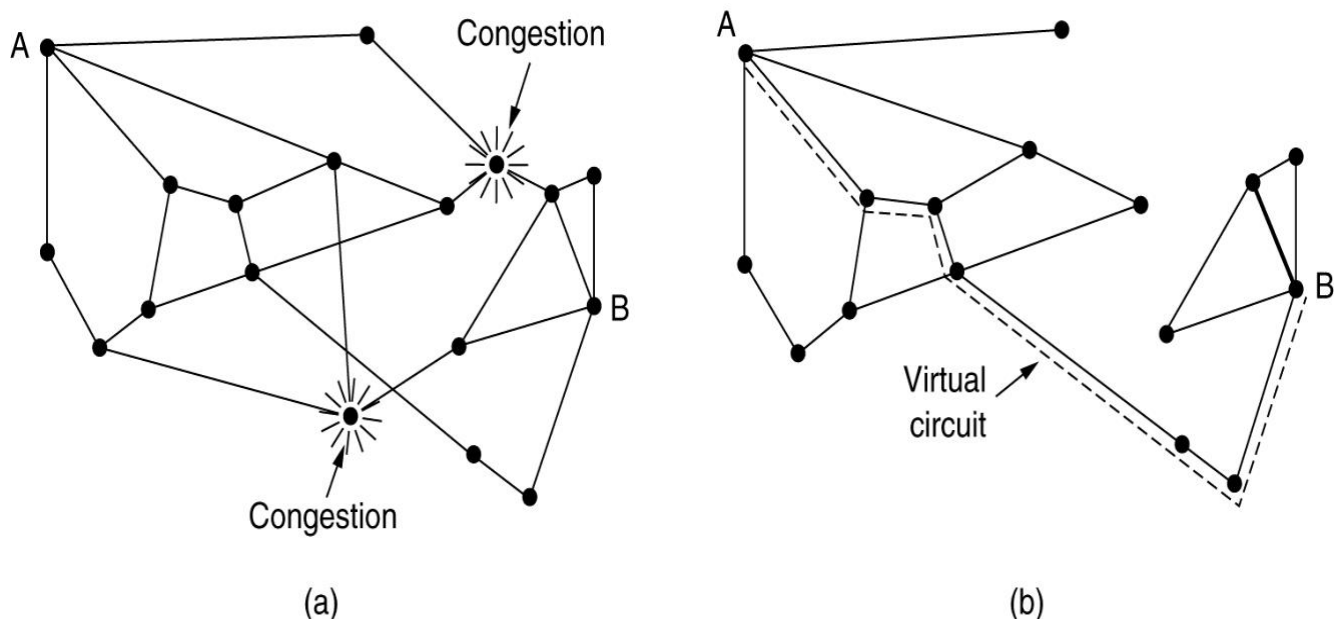 A
Congestion
B
Congestion
(a)
A
B
Virtual
circuit
(b)